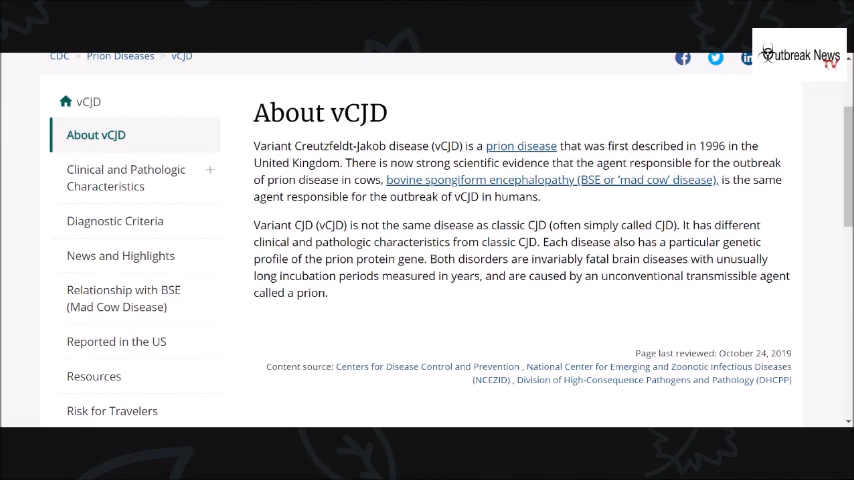 CDC > Prion Diseases > vCJD
Outbreak News
TV
vCJD
About vCJD
Clinical and Pathologic
Characteristics
Diagnostic Criteria
News and Highlights
Relationship with BSE
(Mad Cow Disease)
Reported in the US
Resources
Risk for Travelers
About vCJD
Variant Creutzfeldt-Jakob disease (vCJD) is a prion disease that was first described in 1996 in the
United Kingdom. There is now strong scientific evidence that the agent responsible for the outbreak
of prion disease in cows, bovine spongiform encephalopathy (BSE or 'mad cow' disease), is the same
agent responsible for the outbreak of vCJD in humans.
Variant CJD (vCJD) is not the same disease as classic CJD (often simply called CJD). It has different
clinical and pathologic characteristics from classic CJD. Each disease also has a particular genetic
profile of the prion protein gene. Both disorders are invariably fatal brain diseases with unusually
long incubation periods measured in years, and are caused by an unconventional transmissible agent
called a prion.
Page last reviewed: October 24, 2019
Content source: Centers for Disease Control and Prevention , National Center for Emerging and Zoonotic Infectious Diseases
(NCEZID) , Division of High-Consequence Pathogens and Pathology (DHCPP)